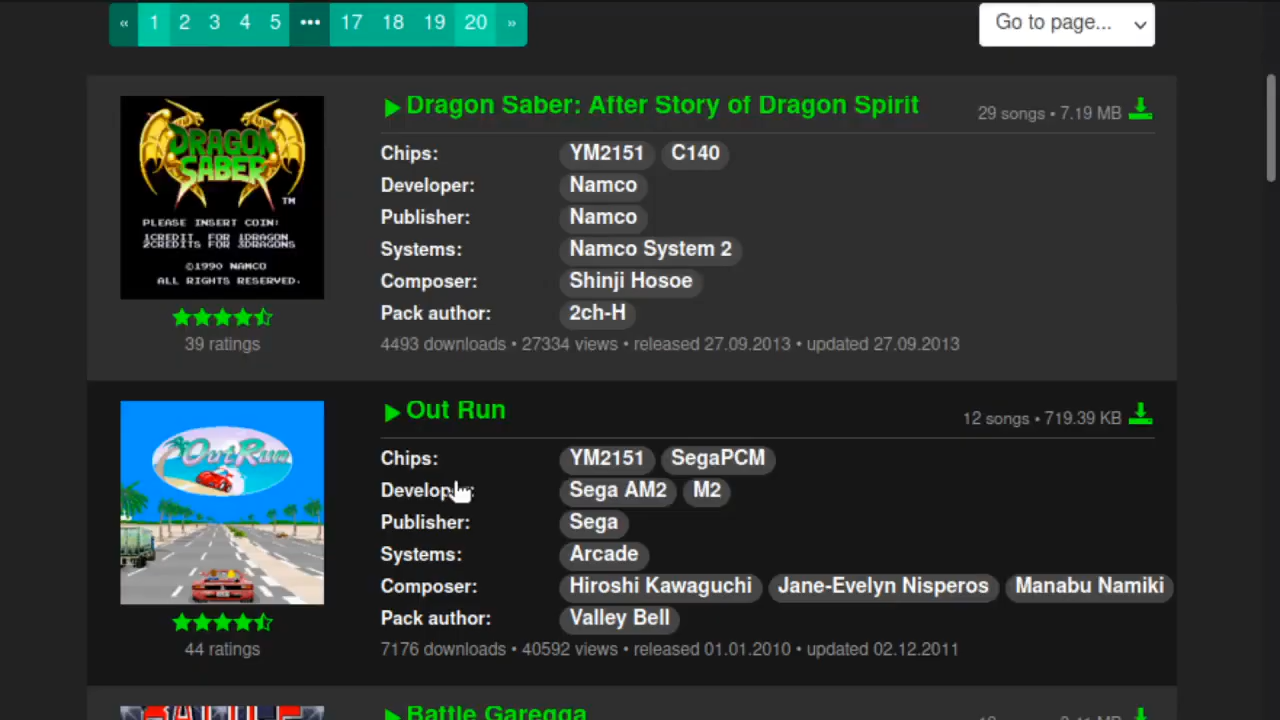 « 1 2 3 4 5 ••• 17 18 19 20 »
Go to page...
DRAGON
SABER
TM
PLEASE INSERT COIN:
1CREDIT FOR 1DRAGON
2CREDITS FOR 3DRAGONS
©1990 NAMCO
ALL RIGHTS RESERVED.
39 ratings
Dragon Saber: After Story of Dragon Spirit
29 songs • 7.19 MB
Chips: YM2151 C140
Developer: Namco
Publisher: Namco
Systems: Namco System 2
Composer: Shinji Hosoe
Pack author: 2ch-H
4493 downloads • 27334 views • released 27.09.2013 • updated 27.09.2013
OutRun
44 ratings
Out Run
12 songs • 719.39 KB
Chips: YM2151 SegaPCM
Developer: Sega AM2 M2
Publisher: Sega
Systems: Arcade
Composer: Hiroshi Kawaguchi Jane-Evelyn Nisperos Manabu Namiki
Pack author: Valley Bell
7176 downloads • 40592 views • released 01.01.2010 • updated 02.12.2011
Battle Garegga